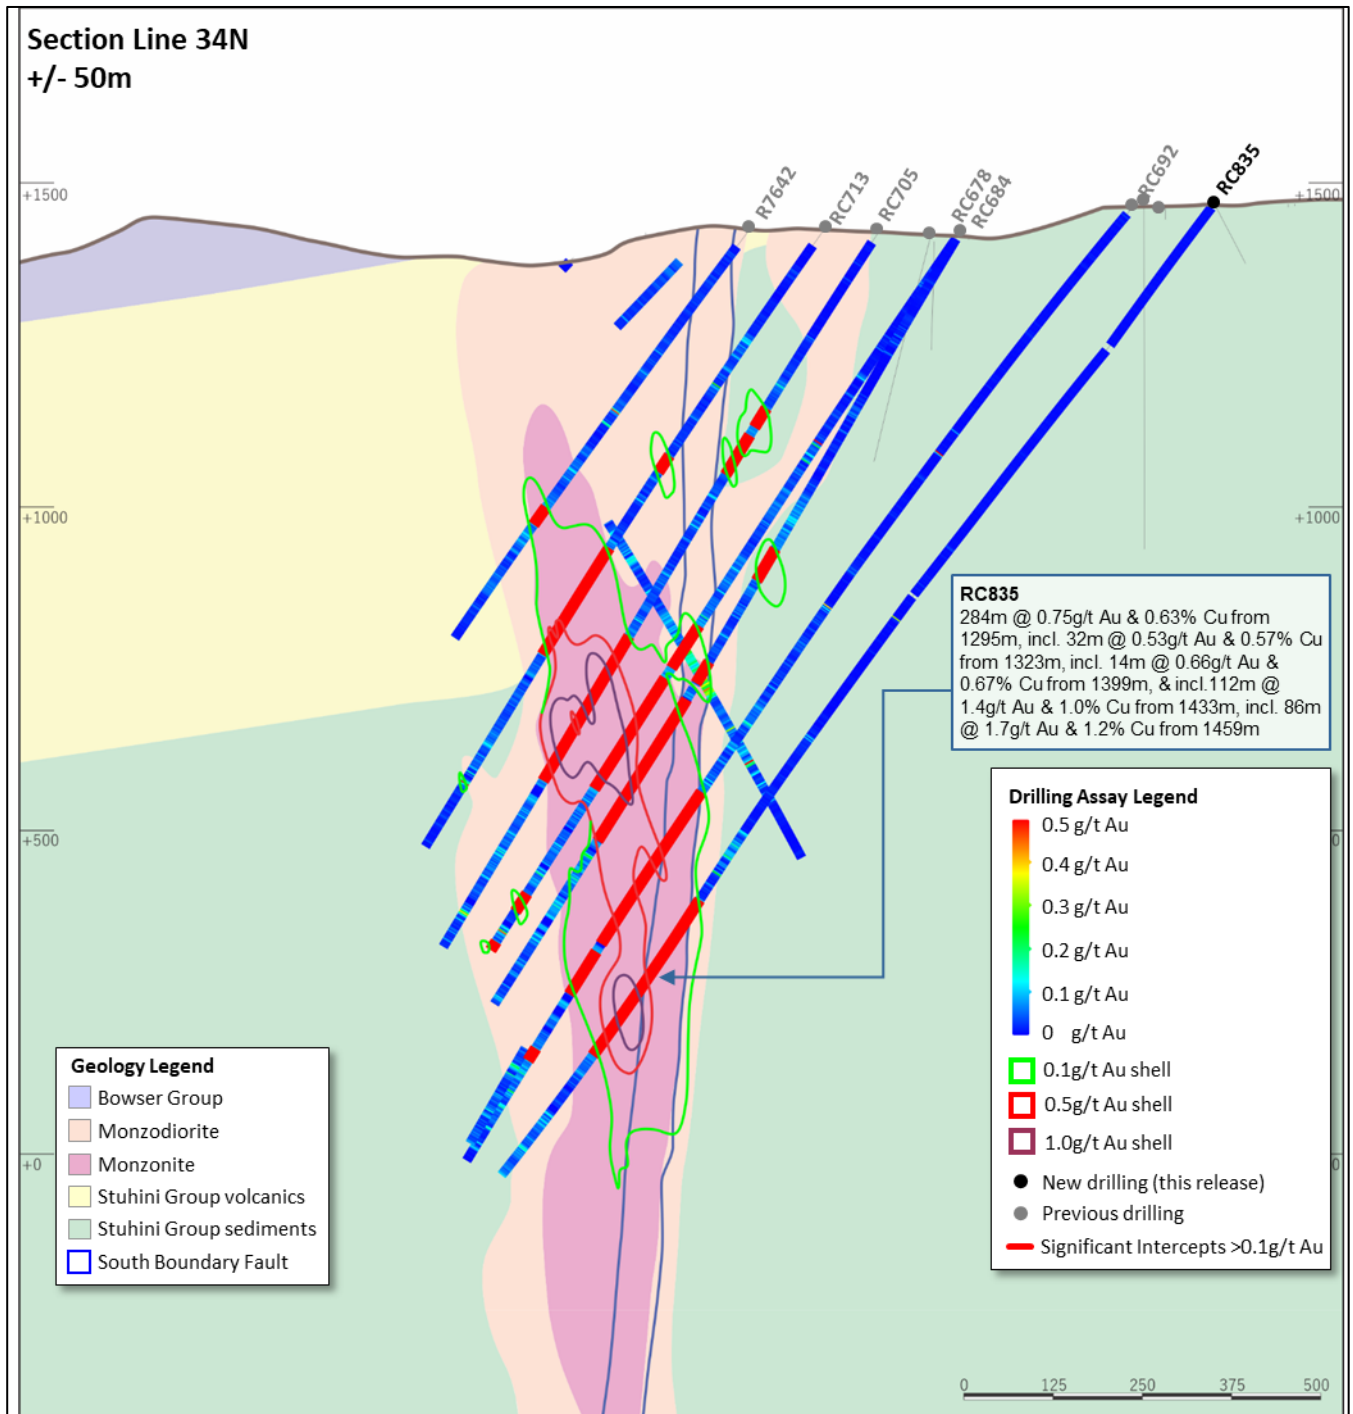 Section Line 34N
+/- 50m
R7642
RC713
RC705
RC678
RC684
RC692
RC835
+1500
+1500
+1000
+1000
RC835
284m @ 0.75g/t Au & 0.63% Cu from
1295m, incl. 32m @ 0.53g/t Au & 0.57% Cu
from 1323m, incl. 14m @ 0.66g/t Au &
0.67% Cu from 1399m, & incl.112m @
1.4g/t Au & 1.0% Cu from 1433m, incl. 86m
@ 1.7g/t Au & 1.2% Cu from 1459m
+500
0
Drilling Assay Legend
0.5 g/t Au
0.4 g/t Au
0.3 g/t Au
0.2 g/t Au
0.1 g/t Au
0 g/t Au
0.1g/t Au shell
0.5g/t Au shell
1.0g/t Au shell
New drilling (this release)
Previous drilling
Significant Intercepts >0.1g/t Au
Geology Legend
Bowser Group
Monzodiorite
Monzonite
Stuhini Group volcanics
Stuhini Group sediments
South Boundary Fault
+0
0
0 125 250 375 500